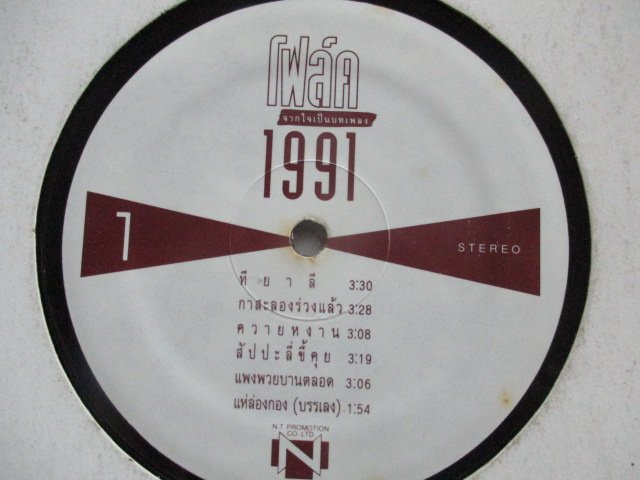 โฟล์ค
จากใจเป็นบทเพลง
1991
1
STEREO
ทียาลี 3:30
กาสะลองร่วงแล้ว 3:28
ควายหงาน 3:08
สัปปะลี่ขี้คุย 3:19
แพงพวยบานตลอด 3:06
แห่ล่องกอง (บรรเลง) 1:54
N.T PROMOTION
CO.LTD.
N